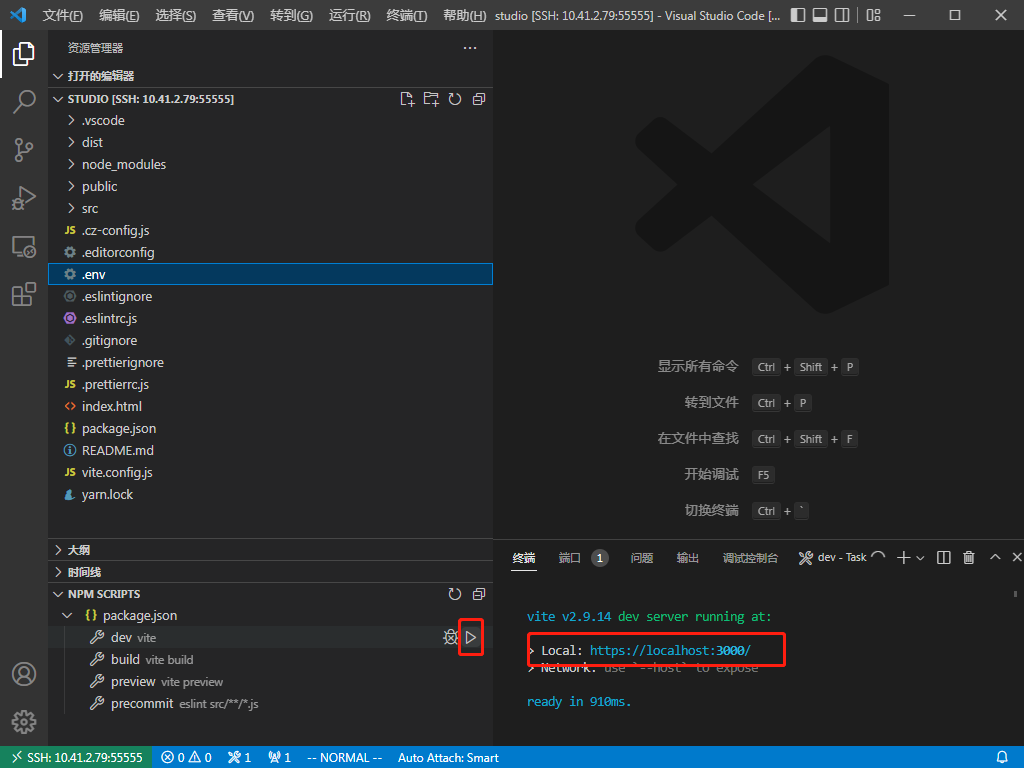 文件(F) 编辑(E) 选择(S) 查看(V) 转到(G) 运行(R) 终端(T) 帮助(H) studio [SSH: 10.41.2.79:55555] - Visual Studio Code [...
资源管理器
打开的编辑器
STUDIO [SSH: 10.41.2.79:55555]
.vscode
dist
node_modules
public
src
JS .cz-config.js
.editorconfig
.env
.eslintignore
.eslintrc.js
.gitignore
.prettierignore
JS .prettierrc.js
<> index.html
{} package.json
README.md
JS vite.config.js
yarn.lock
大纲
时间线
NPM SCRIPTS
{} package.json
dev vite
build vite build
preview vite preview
precommit eslint src/**/*.js
显示所有命令 Ctrl + Shift + P
转到文件 Ctrl + P
在文件中查找 Ctrl + Shift + F
开始调试 F5
切换终端 Ctrl + `
终端 端口 1 问题 输出 调试控制台 dev - Task
vite v2.9.14 dev server running at:
> Local: https://localhost:3000/
> Network: use `--host` to expose
ready in 910ms.
SSH: 10.41.2.79:55555 0 0 1 1 -- NORMAL -- Auto Attach: Smart